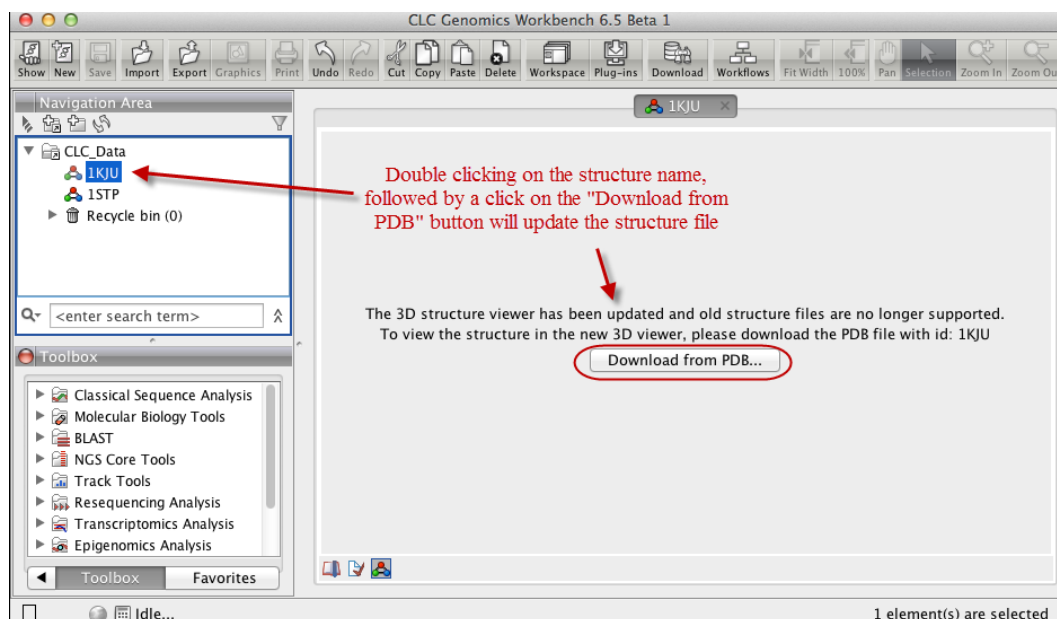 CLC Genomics Workbench 6.5 Beta 1
Show New Save Import Export Graphics Print Undo Redo Cut Copy Paste Delete Workspace Plug-ins Download Workflows Fit Width 100% Pan Selection Zoom In Zoom Ou
Navigation Area
CLC_Data
1KJU
1STP
Recycle bin (0)
<enter search term>
Toolbox
Classical Sequence Analysis
Molecular Biology Tools
BLAST
NGS Core Tools
Track Tools
Resequencing Analysis
Transcriptomics Analysis
Epigenomics Analysis
Toolbox Favorites
1KJU
Double clicking on the structure name,
followed by a click on the "Download from
PDB" button will update the structure file
The 3D structure viewer has been updated and old structure files are no longer supported.
To view the structure in the new 3D viewer, please download the PDB file with id: 1KJU
Download from PDB...
Idle...
1 element(s) are selected